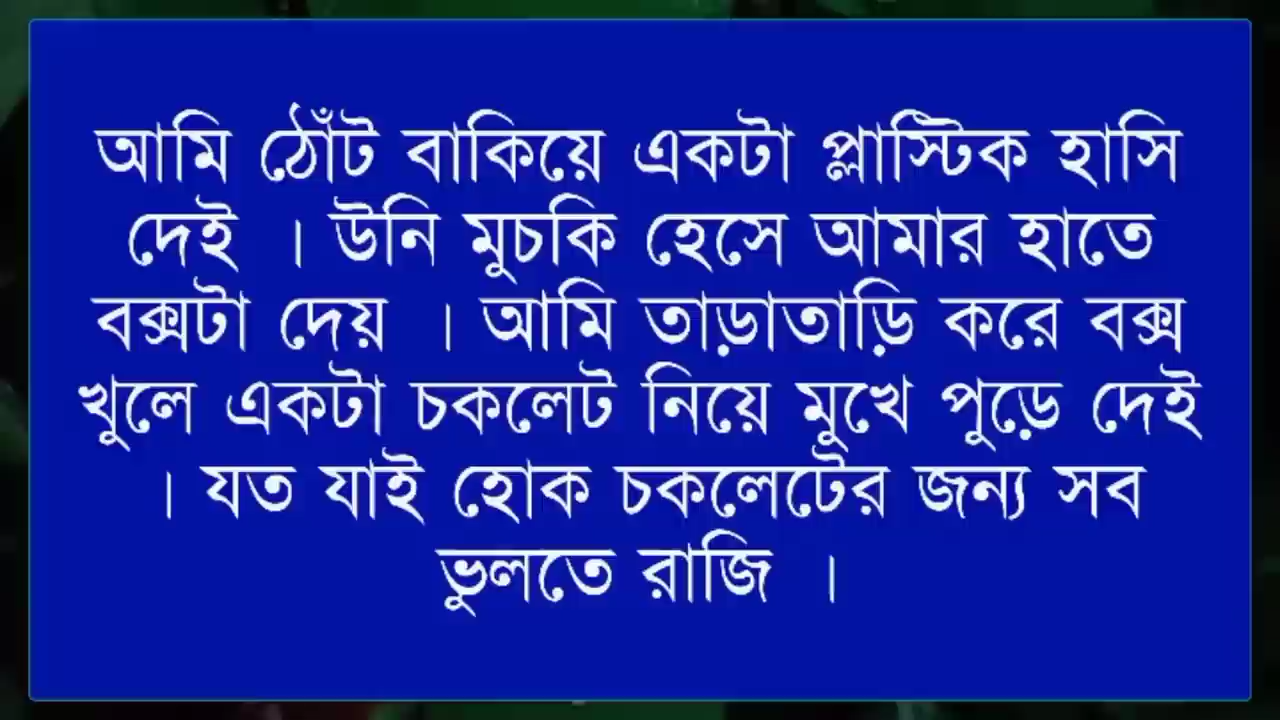 আমি ঠোঁট বাকিয়ে একটা প্লাস্টিক হাসি
দেই । উনি মুচকি হেসে আমার হাতে
বক্সটা দেয় । আমি তাড়াতাড়ি করে বক্স
খুলে একটা চকলেট নিয়ে মুখে পুড়ে দেই
। যত যাই হোক চকলেটের জন্য সব
ভুলতে রাজি ।